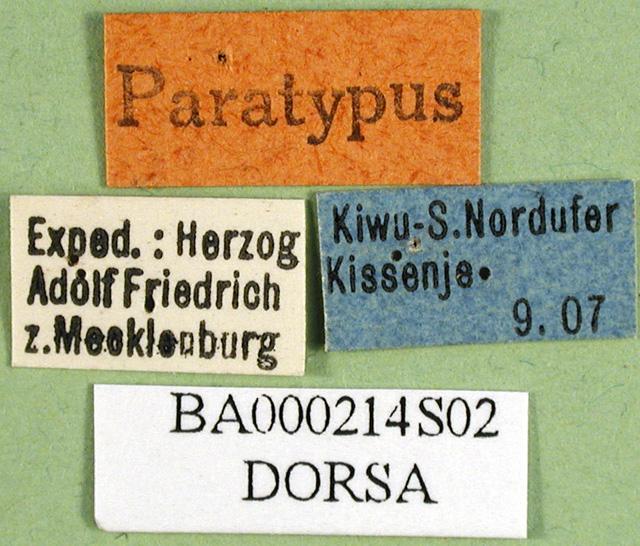 Paratypus
Exped. : Herzog
Adolf Friedrich
z. Mecklenburg
Kiwu-S. Nordufer
Kissenje.
9. 07
BA000214S02
DORSA